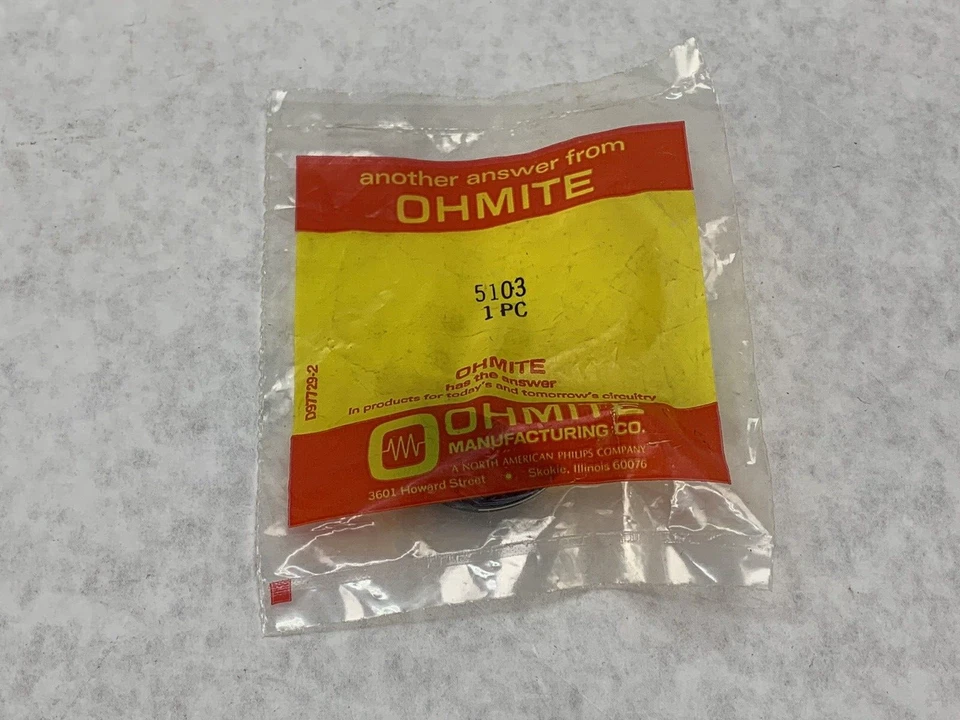 another answer from
OHMITE
5103
1 PC
D97729-2
OHMITE
has the answer
In products for today's and tomorrow's circuitry
OHMITE
MANUFACTURING CO.
A NORTH AMERICAN PHILIPS COMPANY
3601 Howard Street • Skokie, Illinois 60076